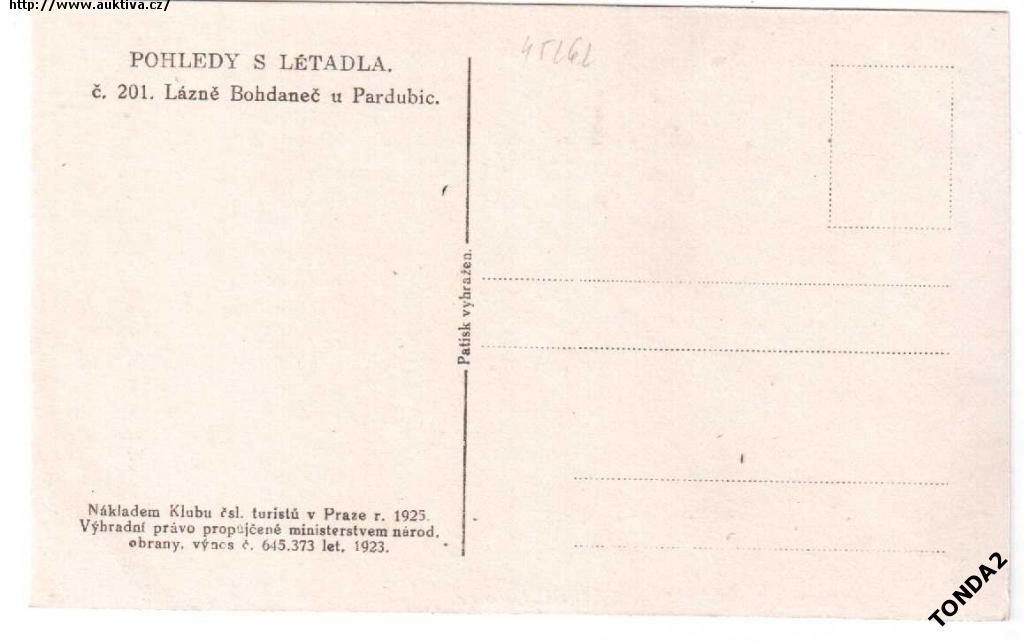 http://www.auktiva.cz/
POHLEDY S LÉTADLA.
č. 201. Lázně Bohdaneč u Pardubic.
Patisk vyhražen.
Nákladem Klubu čsl. turistů v Praze r. 1925.
Výhradní právo propůjčené ministerstvem národ.
obrany, výnos č. 645.373 let. 1923.
TONDA2